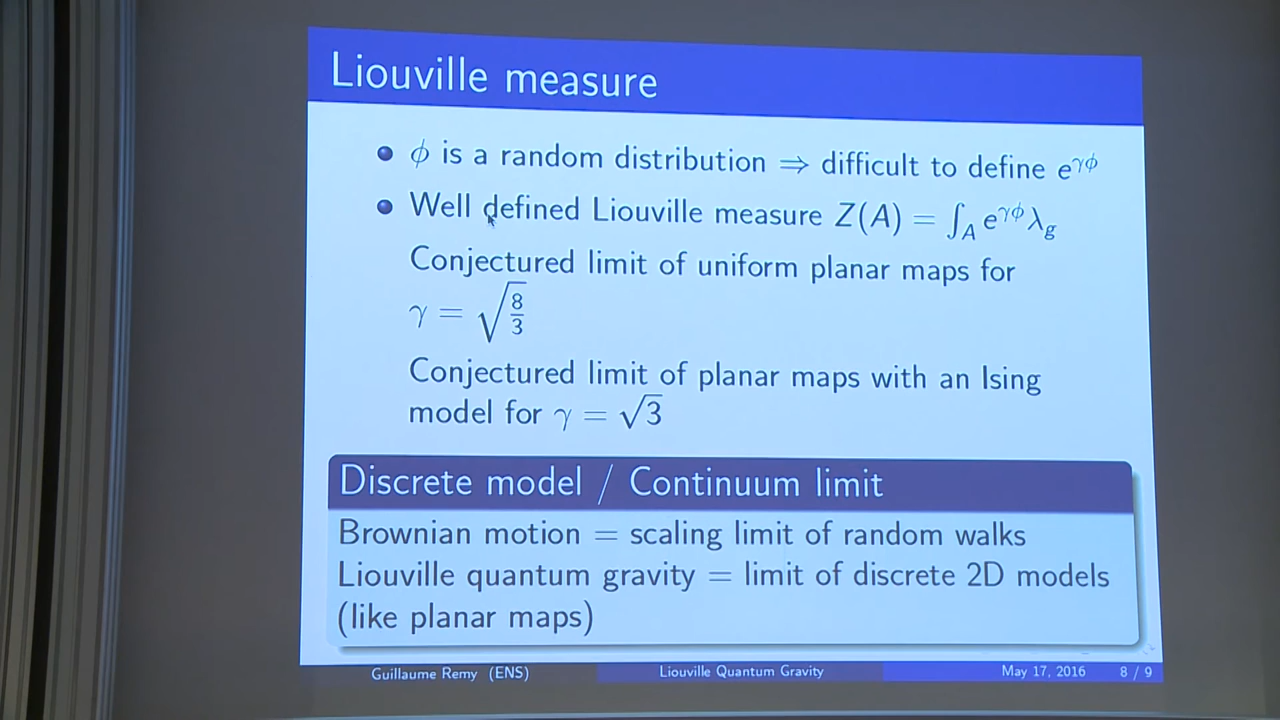 Liouville measure
ϕ is a random distribution ⇒ difficult to define e^{γϕ}
Well defined Liouville measure Z(A) = ∫_A e^{γϕ} λ_g
Conjectured limit of uniform planar maps for
γ = √(8/3)
Conjectured limit of planar maps with an Ising
model for γ = √3
Discrete model / Continuum limit
Brownian motion = scaling limit of random walks
Liouville quantum gravity = limit of discrete 2D models
(like planar maps)
Guillaume Remy (ENS) Liouville Quantum Gravity May 17, 2016 8 / 9